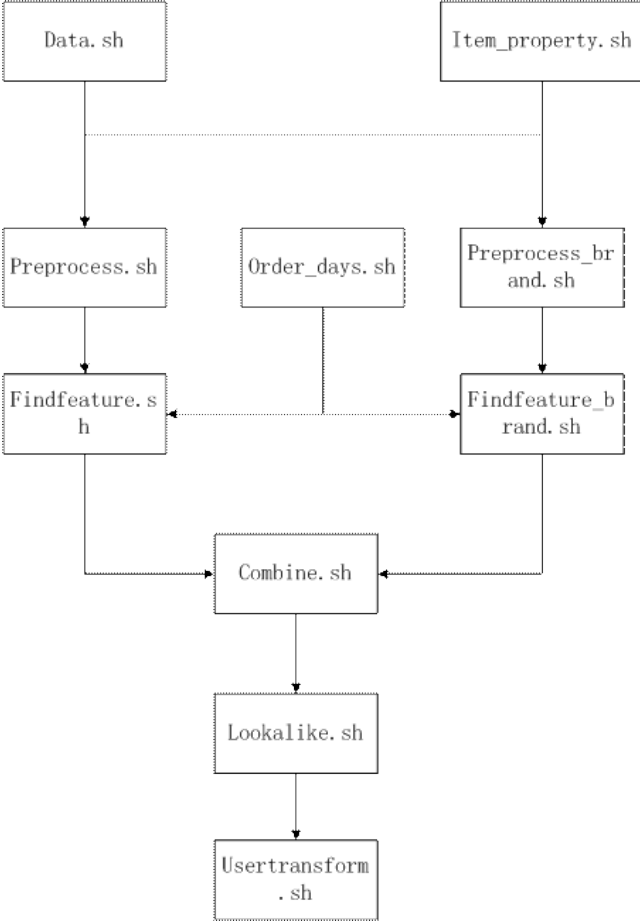 Data.sh
Item_property.sh
Preprocess.sh
Order_days.sh
Preprocess_br
and.sh
Findfeature.s
h
Findfeature_b
rand.sh
Combine.sh
Lookalike.sh
Usertransform
.sh